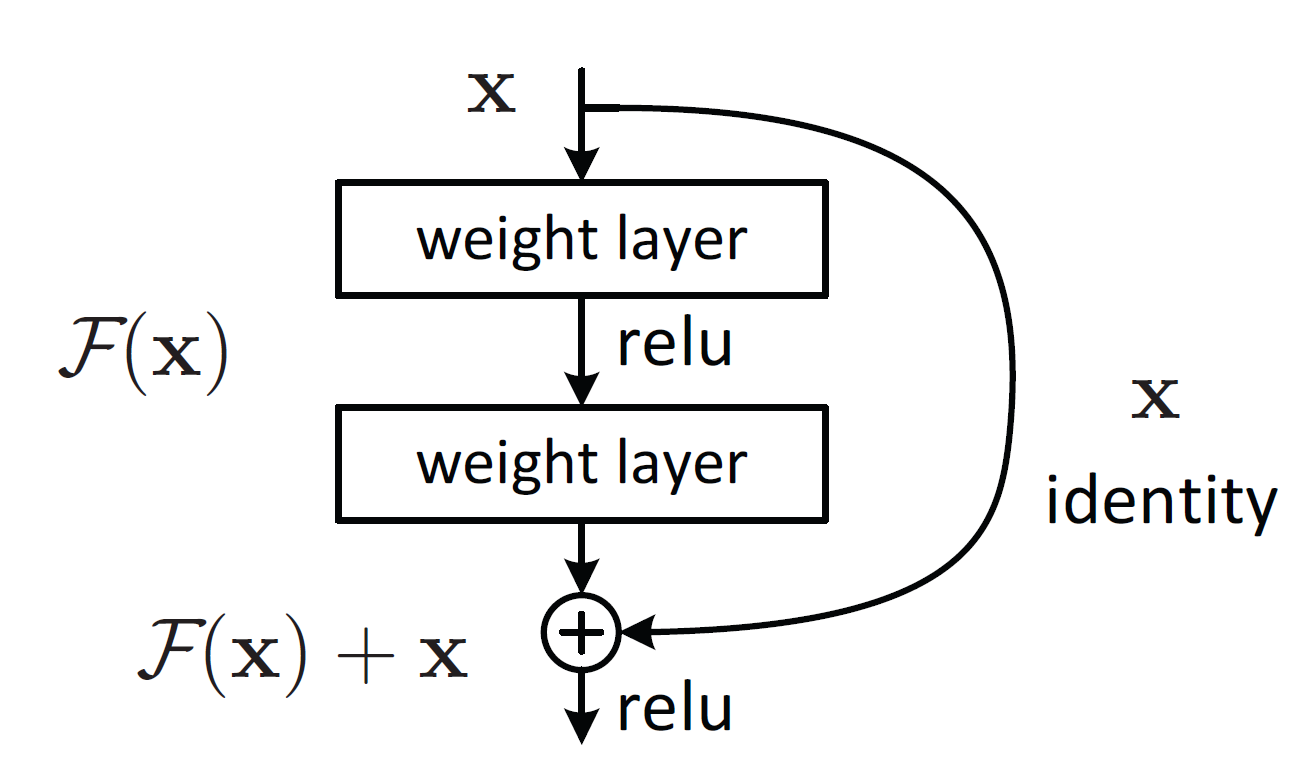 x
weight layer
F(x)
relu
x
weight layer
identity
F(x) + x
+
relu